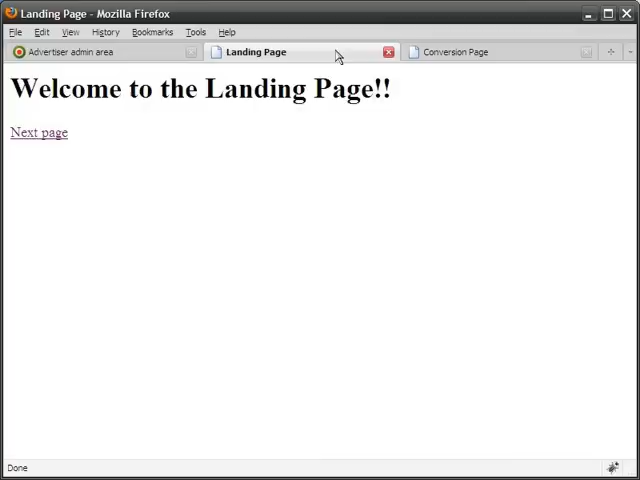 Landing Page - Mozilla Firefox
File Edit View History Bookmarks Tools Help
Advertiser admin area Landing Page Conversion Page
Welcome to the Landing Page!!
Next page
Done